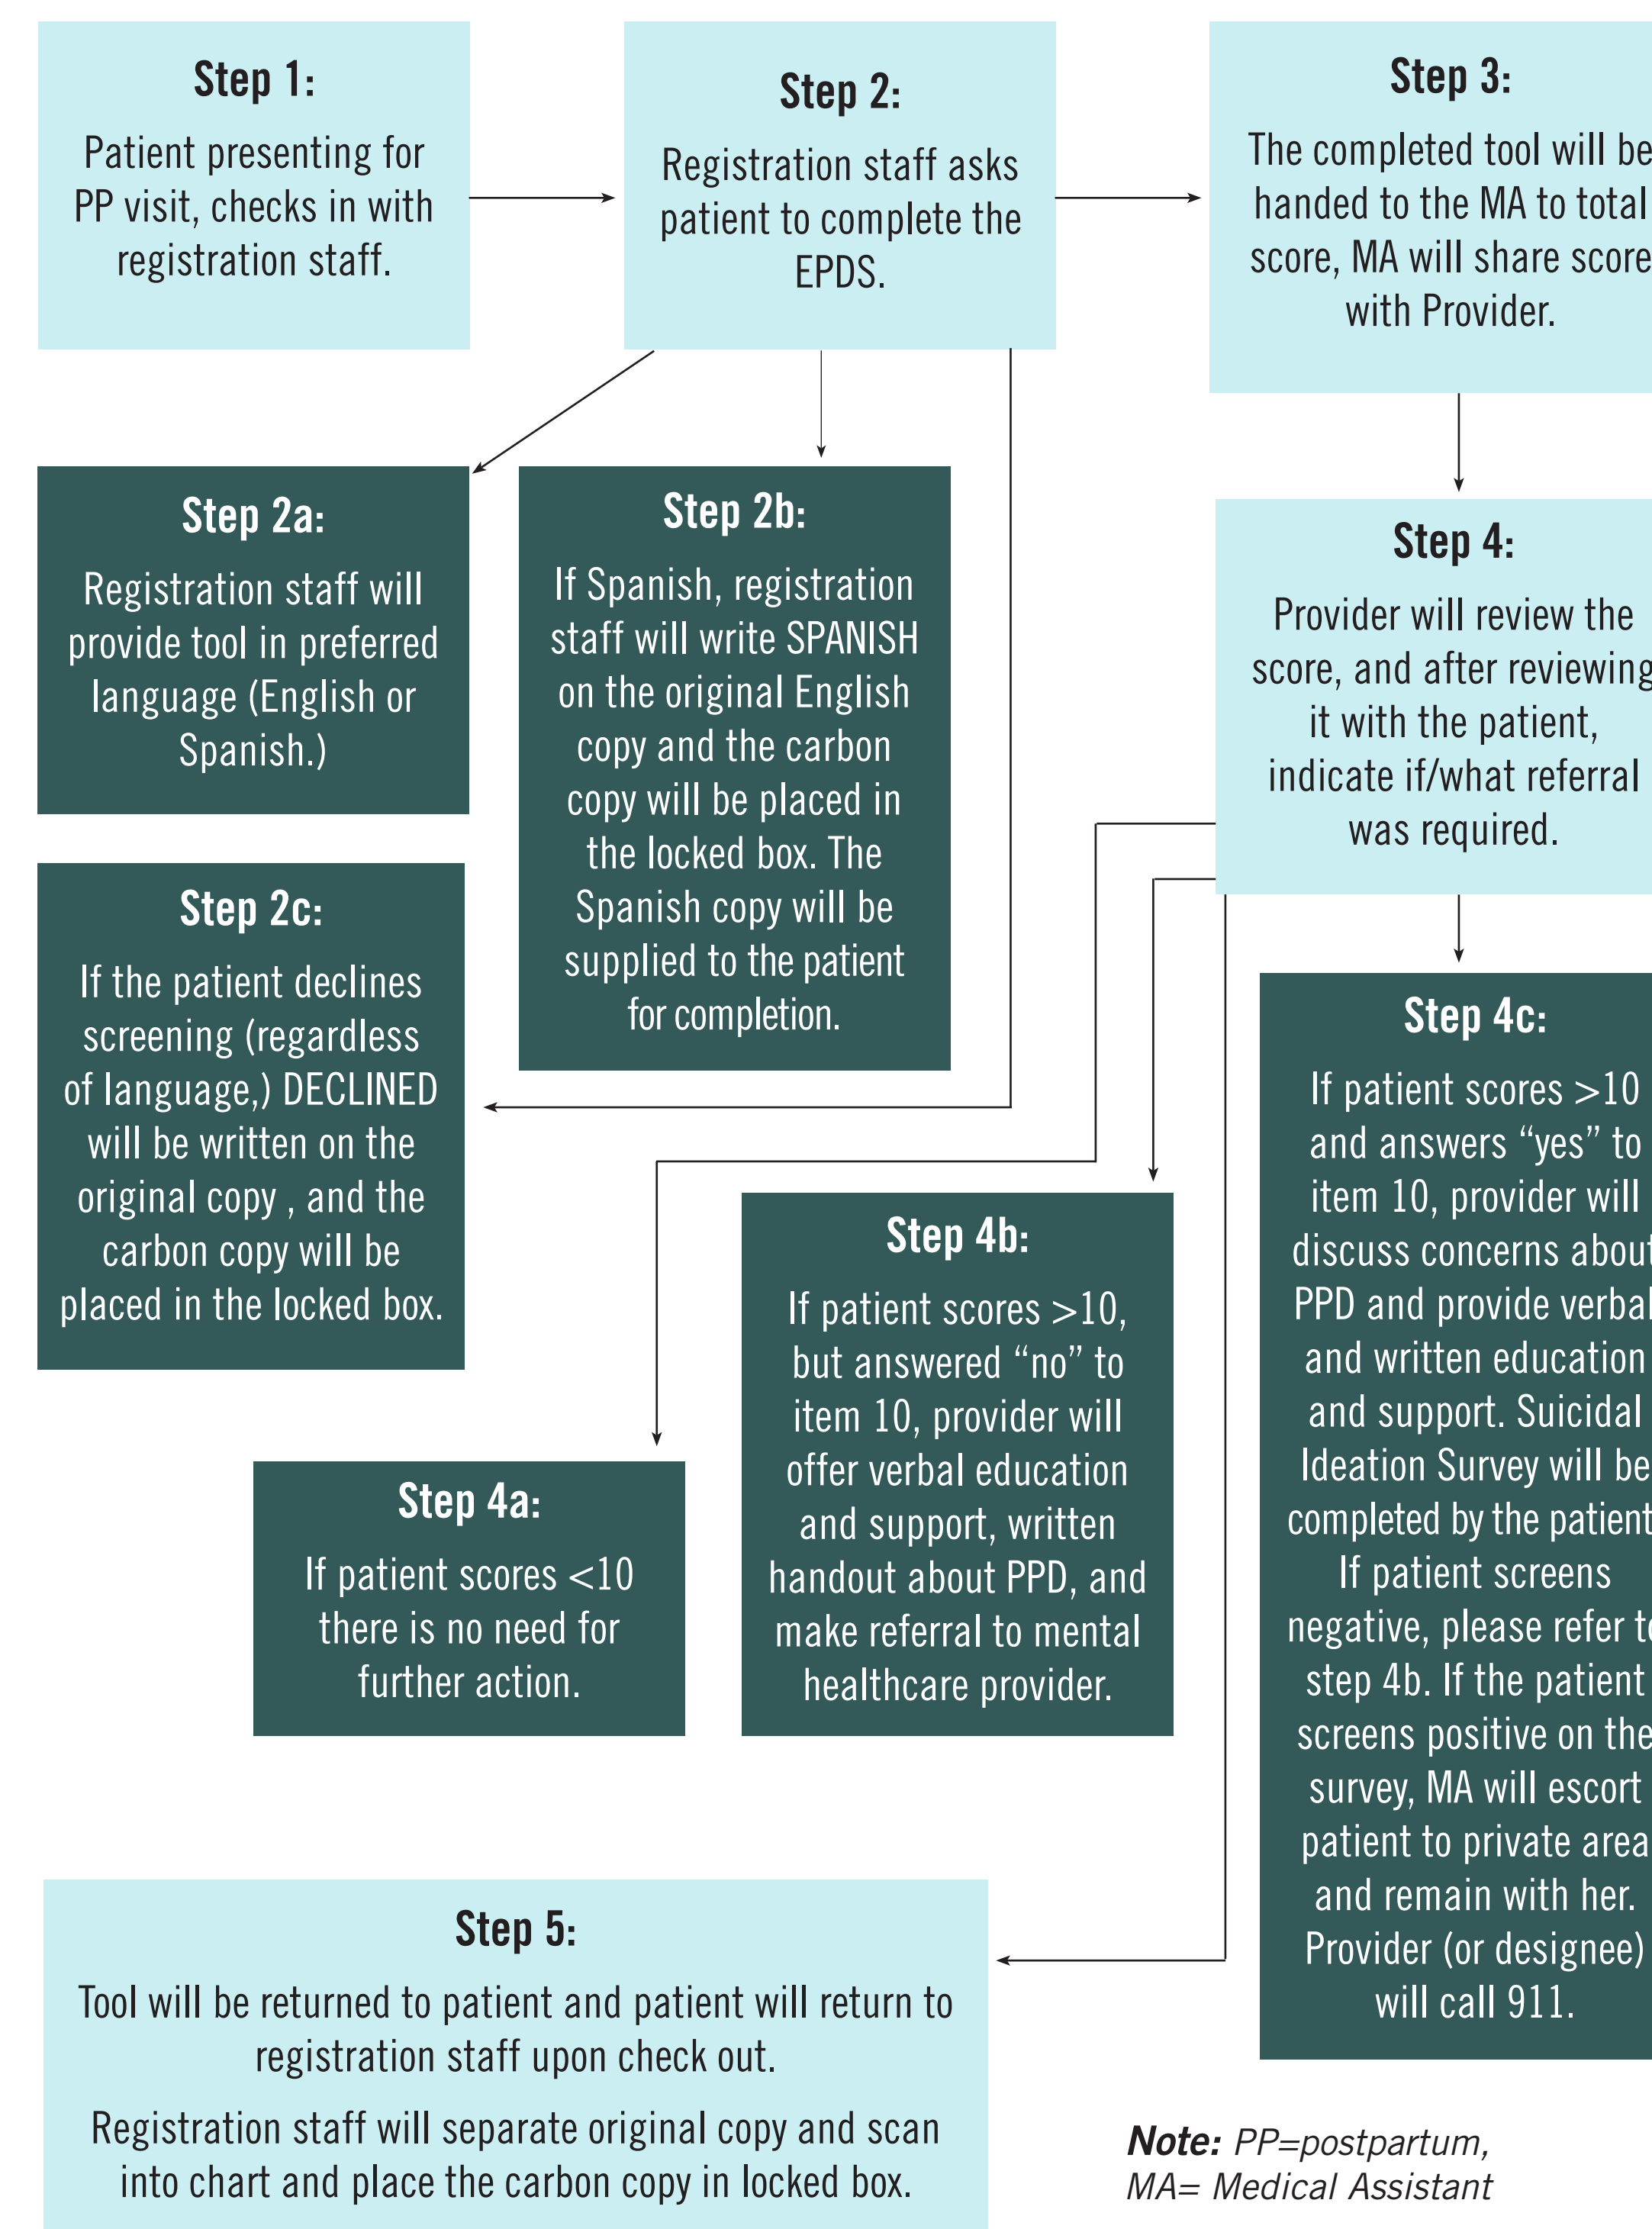 Step 1:
Patient presenting for
PP visit, checks in with
registration staff.
Step 2:
Registration staff asks
patient to complete the
EPDS.
Step 3:
The completed tool will be
handed to the MA to total
score, MA will share score
with Provider.
Step 2a:
Registration staff will
provide tool in preferred
language (English or
Spanish.)
Step 2b:
If Spanish, registration
staff will write SPANISH
on the original English
copy and the carbon
copy will be placed in
the locked box. The
Spanish copy will be
supplied to the patient
for completion.
Step 2c:
If the patient declines
screening (regardless
of language,) DECLINED
will be written on the
original copy , and the
carbon copy will be
placed in the locked box.
Step 4:
Provider will review the
score, and after reviewing
it with the patient,
indicate if/what referral
was required.
Step 4a:
If patient scores <10
there is no need for
further action.
Step 4b:
If patient scores >10,
but answered “no” to
item 10, provider will
offer verbal education
and support, written
handout about PPD, and
make referral to mental
healthcare provider.
Step 4c:
If patient scores >10
and answers “yes” to
item 10, provider will
discuss concerns about
PPD and provide verbal
and written education
and support. Suicidal
Ideation Survey will be
completed by the patient
If patient screens
negative, please refer to
step 4b. If the patient
screens positive on the
survey, MA will escort
patient to private area
and remain with her.
Provider (or designee)
will call 911.
Step 5:
Tool will be returned to patient and patient will return to
registration staff upon check out.
Registration staff will separate original copy and scan
into chart and place the carbon copy in locked box.
Note: PP=postpartum,
MA= Medical Assistant